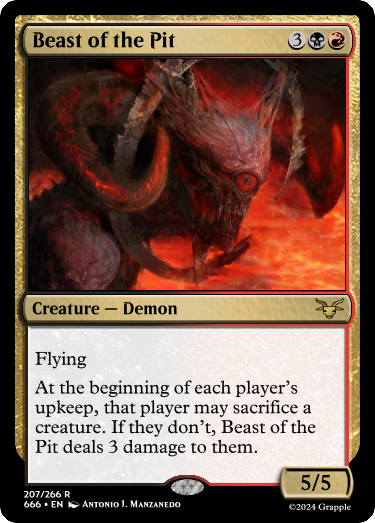 Beast of the Pit 3
Creature — Demon
Flying
At the beginning of each player's
upkeep, that player may sacrifice a
creature. If they don't, Beast of the
Pit deals 3 damage to them.
5/5
207/266 R
666 • EN Antonio J. Manzanedo
©2024 Grapple